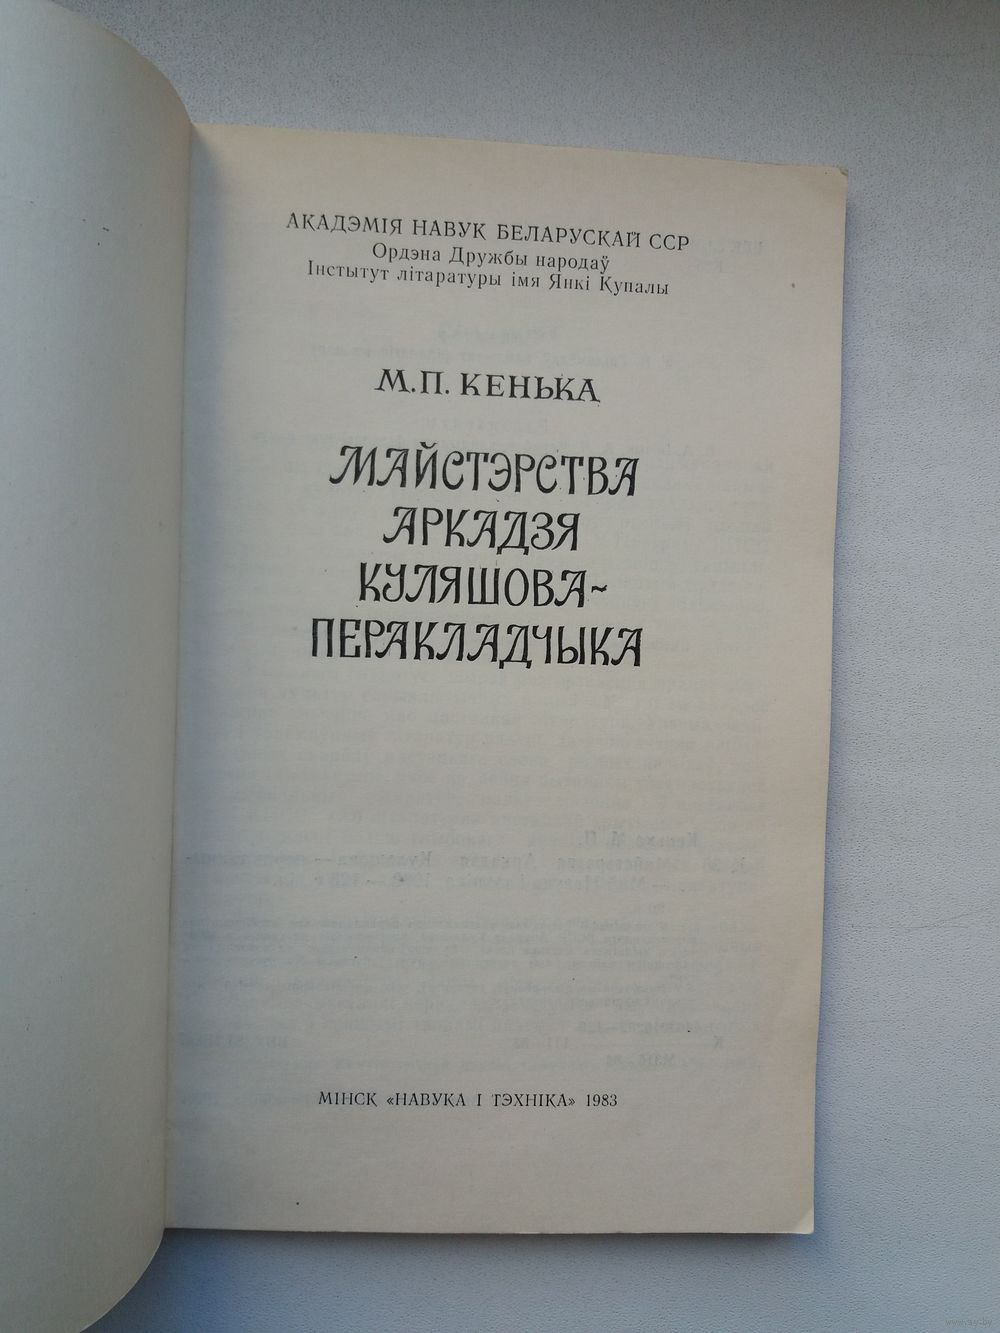 АКАДЭМІЯ НАВУК БЕЛАРУСКАЙ ССР
Ордэна Дружбы народаў
Інстытут літаратуры імя Янкі Купалы
М. П. КЕНЬКА
МАЙСТЭРСТВА
АРКАДЗЯ
КУЛЯШОВА-
ПЕРАКЛАДЧЫКА
МІНСК «НАВУКА І ТЭХНІКА» 1983